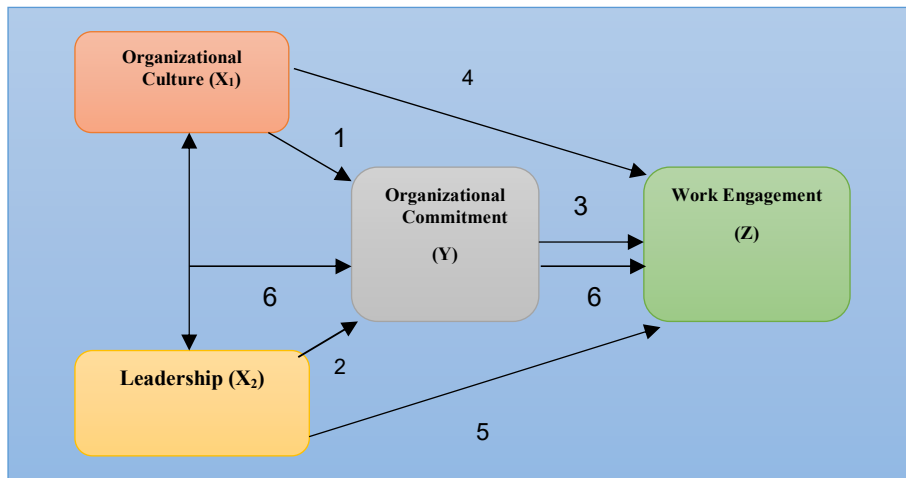 Organizational
Culture (X₁)
4
1
Organizational
Commitment
(Y)
3
Work Engagement
(Z)
6
6
2
Leadership (X₂)
5